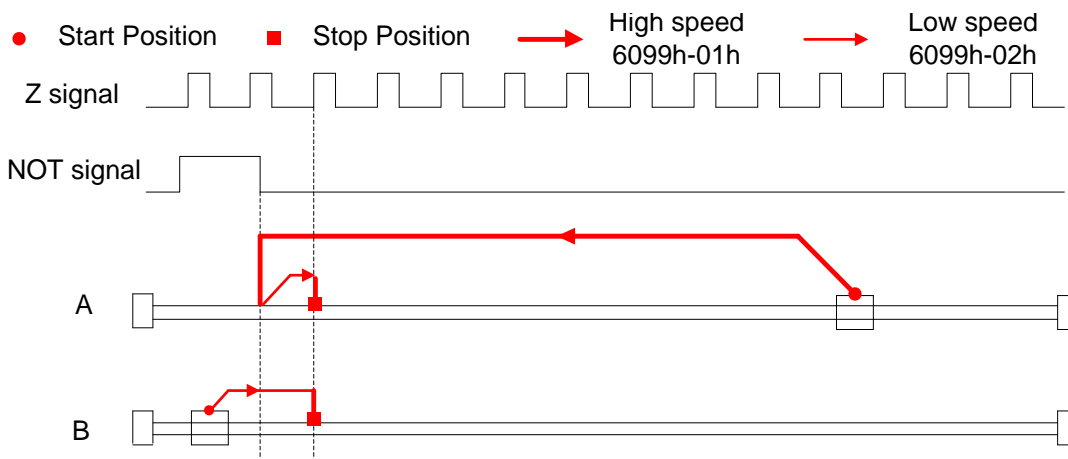 Start Position
Stop Position
High speed
6099h-01h
Low speed
6099h-02h
Z signal
NOT signal
A
B